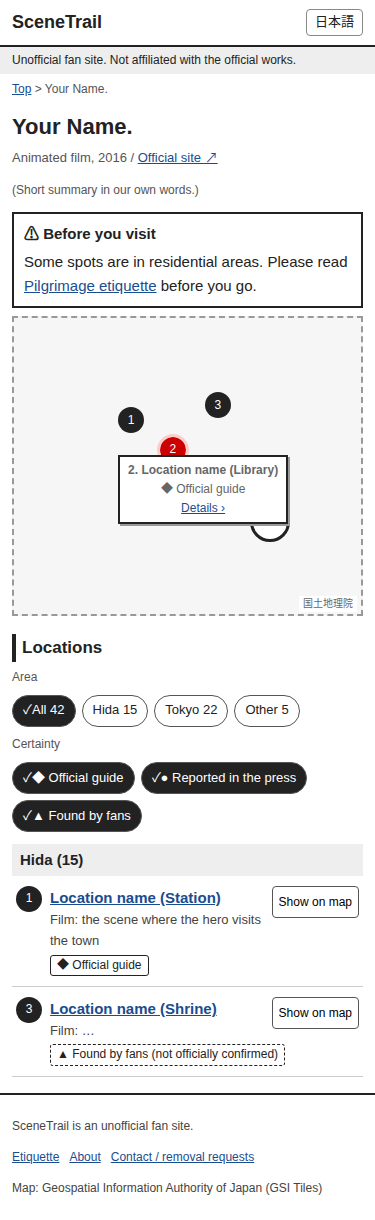 SceneTrail
日本語
Unofficial fan site. Not affiliated with the official works.
Top > Your Name.
Your Name.
Animated film, 2016 / Official site ↗
(Short summary in our own words.)
⚠ Before you visit
Some spots are in residential areas. Please read
Pilgrimage etiquette before you go.
1
3
2
2. Location name (Library)
◆ Official guide
Details ›
国土地理院
Locations
Area
✓All 42
Hida 15
Tokyo 22
Other 5
Certainty
✓◆ Official guide
✓● Reported in the press
✓▲ Found by fans
Hida (15)
1
Location name (Station)
Show on map
Film: the scene where the hero visits
the town
◆ Official guide
3
Location name (Shrine)
Show on map
Film: …
▲ Found by fans (not officially confirmed)
SceneTrail is an unofficial fan site.
Etiquette About Contact / removal requests
Map: Geospatial Information Authority of Japan (GSI Tiles)